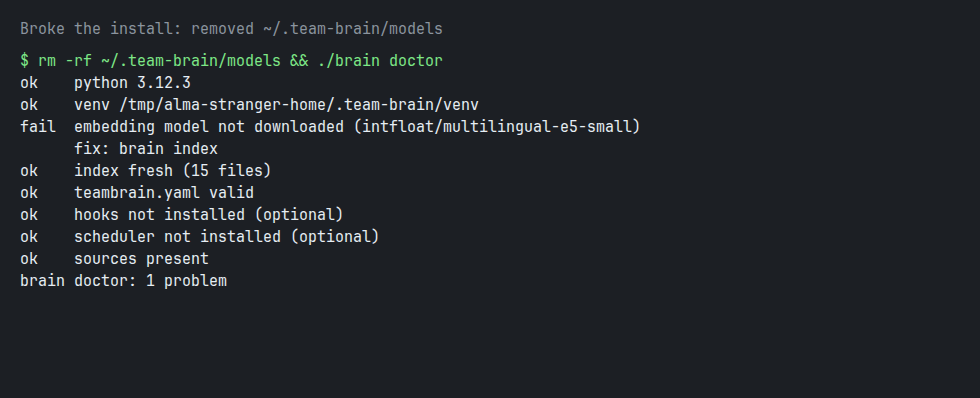 Broke the install: removed ~/.team-brain/models
$ rm -rf ~/.team-brain/models && ./brain doctor
ok    python 3.12.3
ok    venv /tmp/alma-stranger-home/.team-brain/venv
fail  embedding model not downloaded (intfloat/multilingual-e5-small)
      fix: brain index
ok    index fresh (15 files)
ok    teambrain.yaml valid
ok    hooks not installed (optional)
ok    scheduler not installed (optional)
ok    sources present
brain doctor: 1 problem